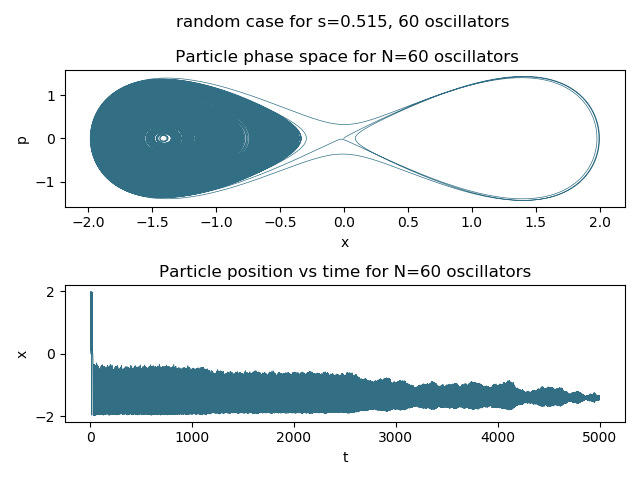 random case for s=0.515, 60 oscillators
Particle phase space for N=60 oscillators
p
1
0
−1
−2.0 −1.5 −1.0 −0.5 0.0 0.5 1.0 1.5 2.0
x
Particle position vs time for N=60 oscillators
x
2
0
−2
0 1000 2000 3000 4000 5000
t